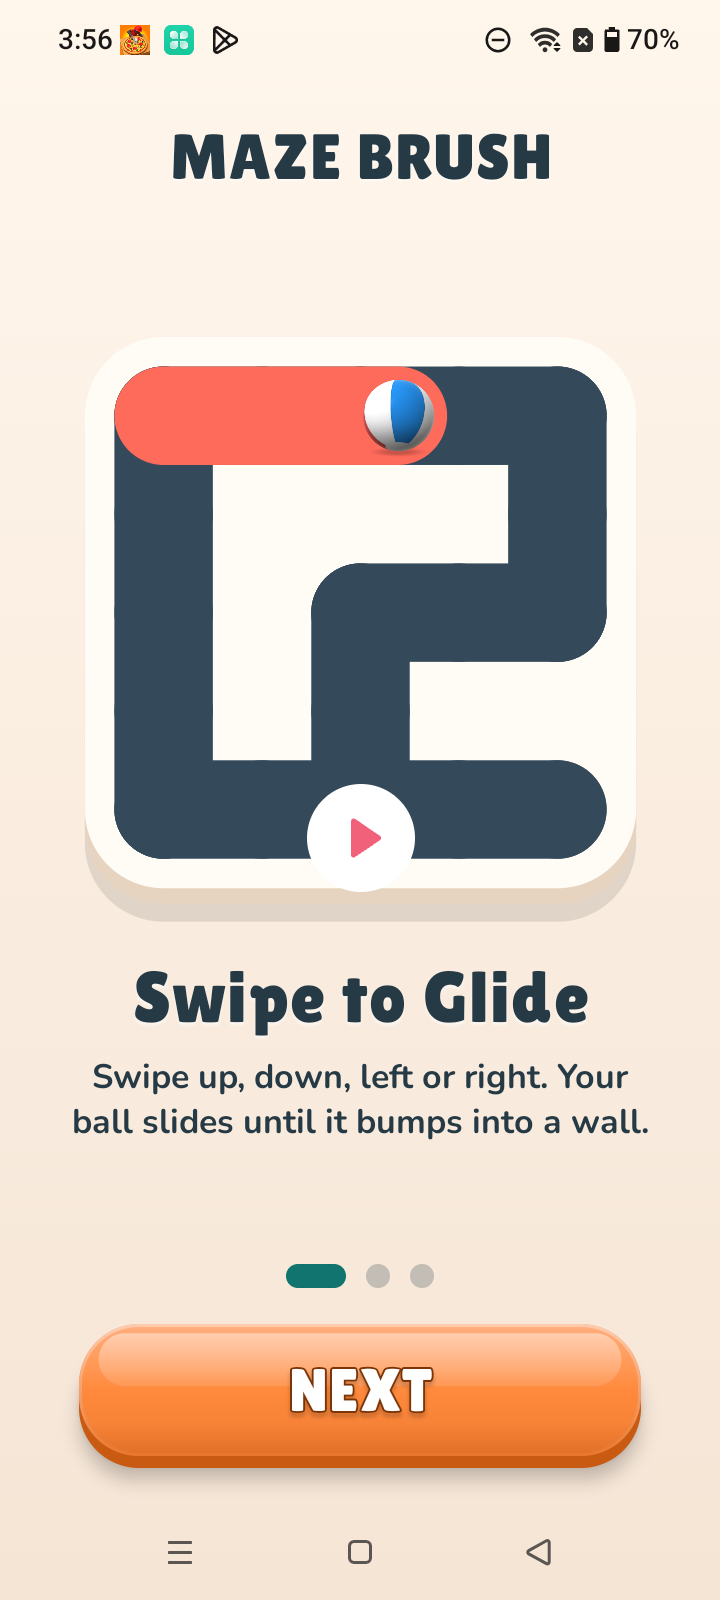 3:56
70%
MAZE BRUSH
Swipe to Glide
Swipe up, down, left or right. Your
ball slides until it bumps into a wall.
NEXT